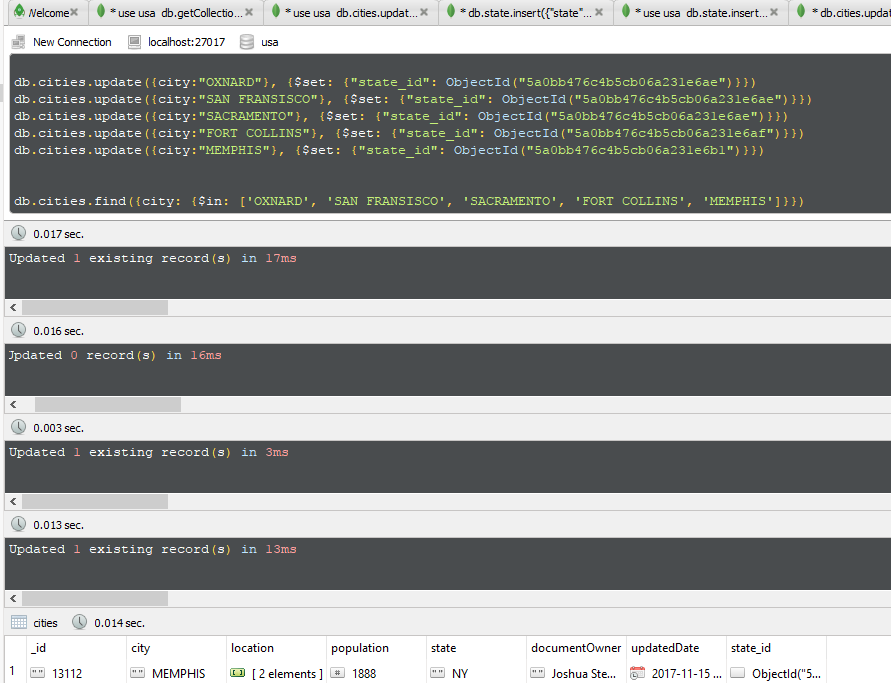 Welcome × * use usa db.getCollectio... × * use usa db.cities.updat... × * db.state.insert({"state"... × * use usa db.state.insert... × * db.cities.updat
New Connection localhost:27017 usa
db.cities.update({city:"OXNARD"}, {$set: {"state_id": ObjectId("5a0bb476c4b5cb06a231e6ae")}})
db.cities.update({city:"SAN FRANSISCO"}, {$set: {"state_id": ObjectId("5a0bb476c4b5cb06a231e6ae")}})
db.cities.update({city:"SACRAMENTO"}, {$set: {"state_id": ObjectId("5a0bb476c4b5cb06a231e6ae")}})
db.cities.update({city:"FORT COLLINS"}, {$set: {"state_id": ObjectId("5a0bb476c4b5cb06a231e6af")}})
db.cities.update({city:"MEMPHIS"}, {$set: {"state_id": ObjectId("5a0bb476c4b5cb06a231e6b1")}})
db.cities.find({city: {$in: ['OXNARD', 'SAN FRANSISCO', 'SACRAMENTO', 'FORT COLLINS', 'MEMPHIS']}})
0.017 sec.
Updated 1 existing record(s) in 17ms
0.016 sec.
Updated 0 record(s) in 16ms
0.003 sec.
Updated 1 existing record(s) in 3ms
0.013 sec.
Updated 1 existing record(s) in 13ms
cities 0.014 sec.
_id city location population state documentOwner updatedDate state_id
1 13112 MEMPHIS [ 2 elements ] 1888 NY Joshua Ste... 2017-11-15 ... ObjectId("5...